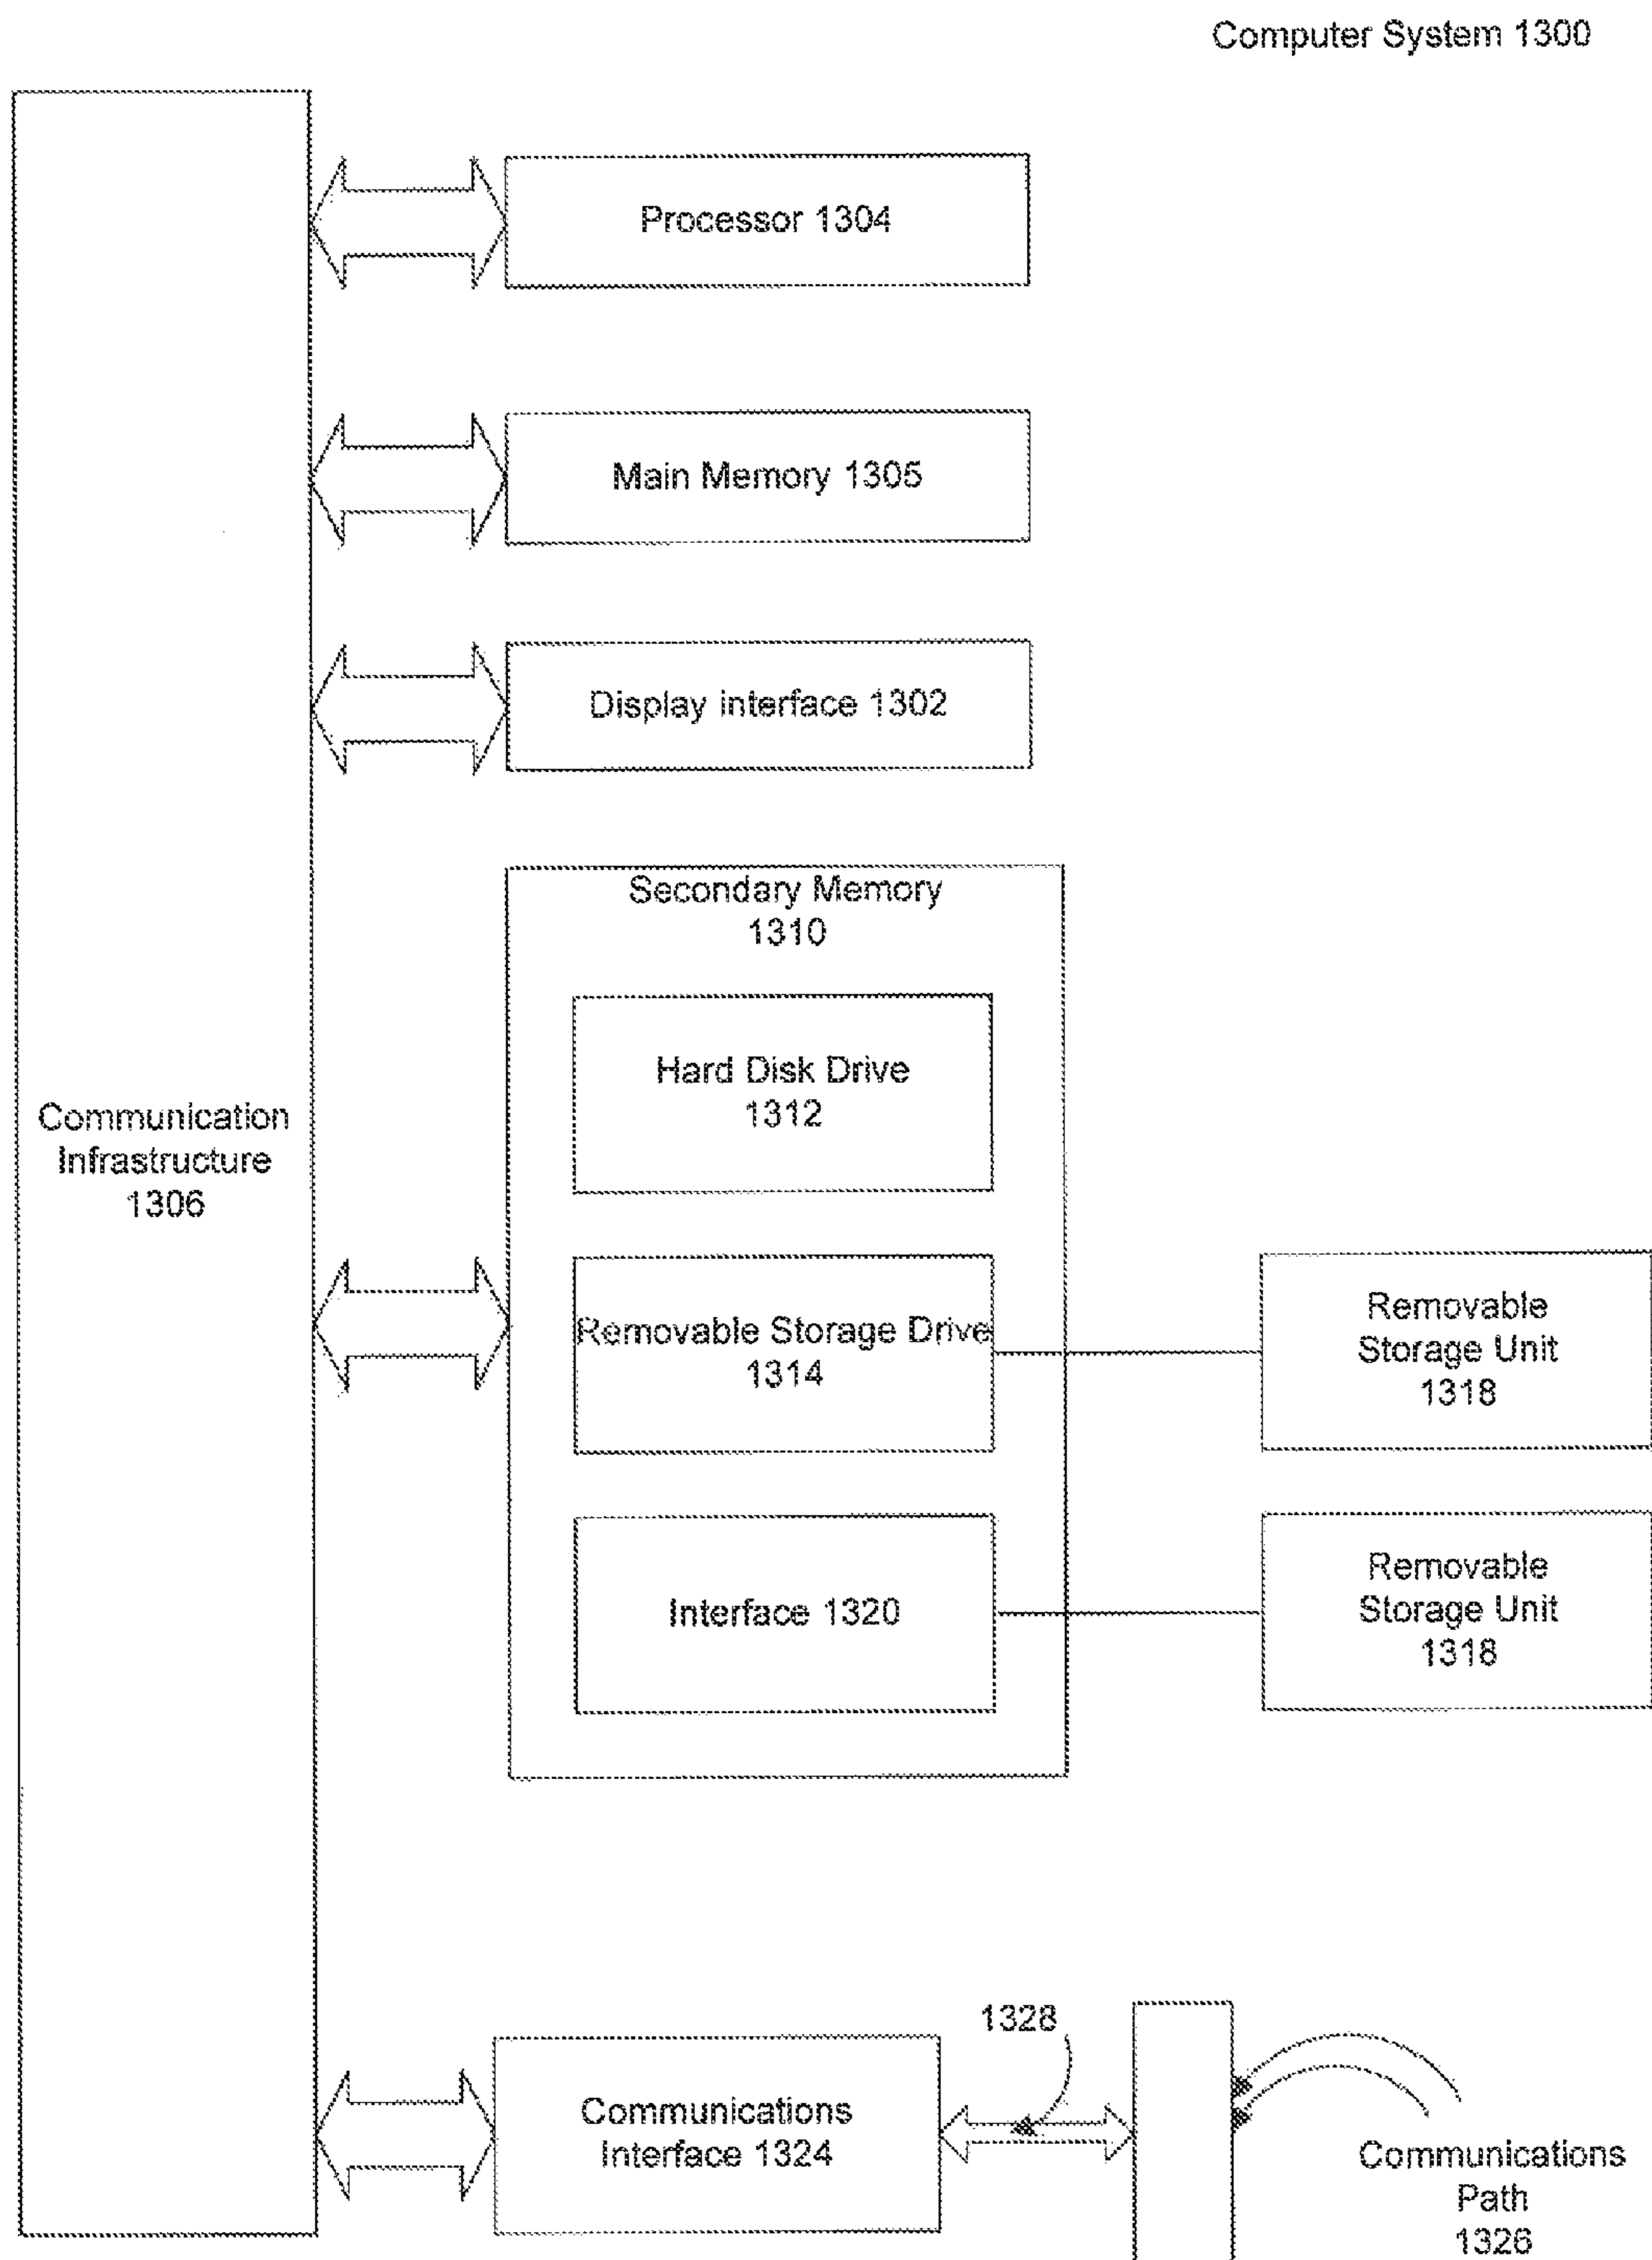 Computer System 1300
Processor 1304
Main Memory 1305
Display interface 1302
Secondary Memory
1310
Hard Disk Drive
1312
Communication
Infrastructure
1306
Removable Storage Drive
1314
Removable
Storage Unit
1318
Interface 1320
Removable
Storage Unit
1318
1328
Communications
Interface 1324
Communications
Path
1326